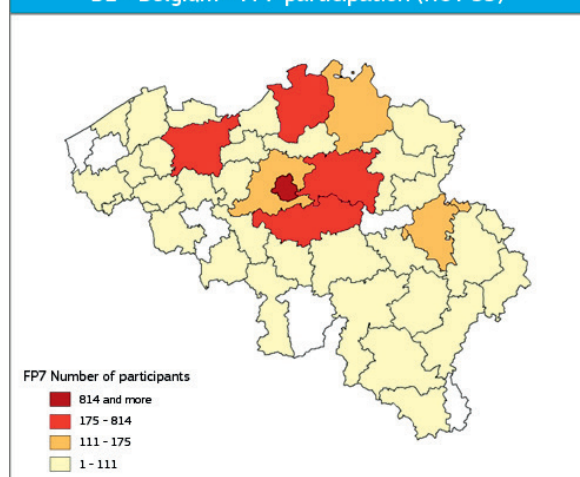 FP7 Number of participants
814 and more
175 - 814
111 - 175
1 - 111